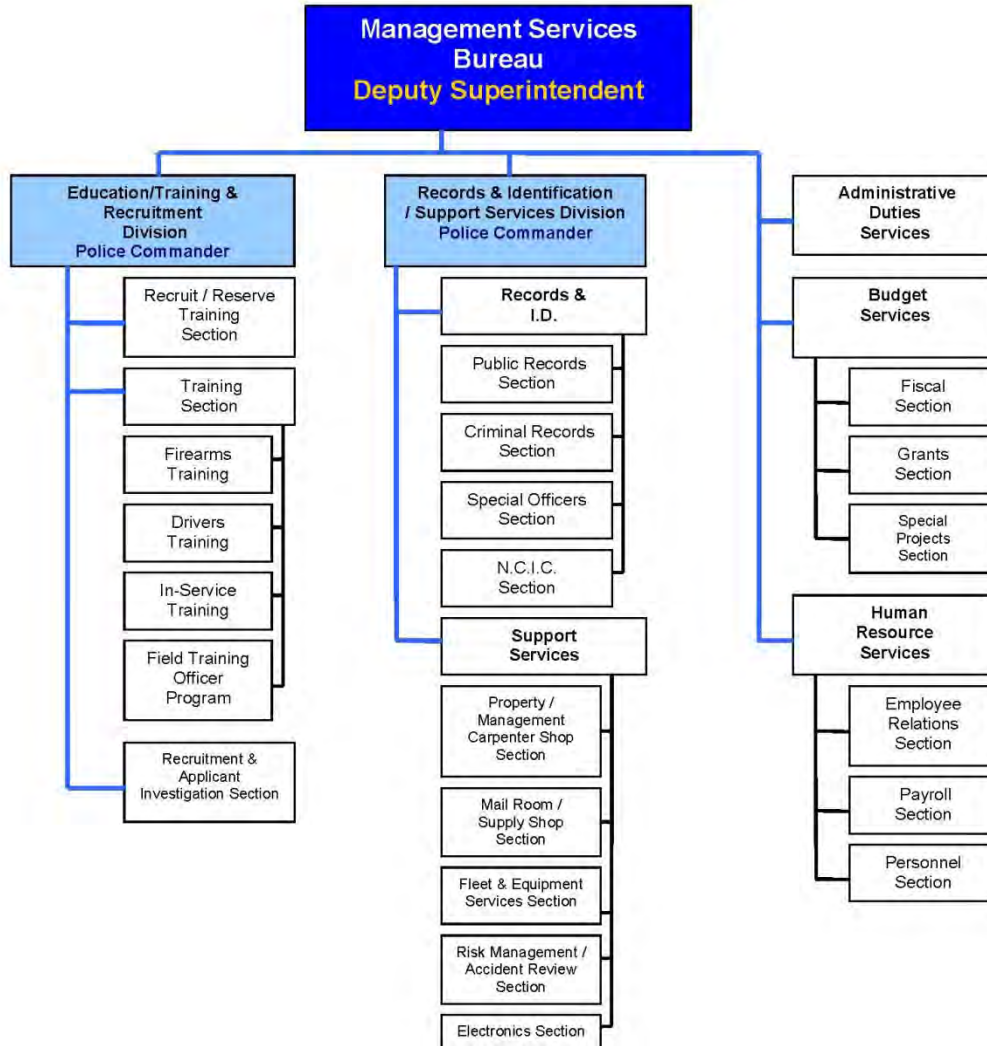 Management Services
Bureau
Deputy Superintendent
Education/Training &
Recruitment
Division
Police Commander
Recruit / Reserve
Training
Section
Training
Section
Firearms
Training
Drivers
Training
In-Service
Training
Field Training
Officer
Program
Recruitment &
Applicant
Investigation Section
Records & Identification
/ Support Services Division
Police Commander
Records &
I.D.
Public Records
Section
Criminal Records
Section
Special Officers
Section
N.C.I.C.
Section
Support
Services
Property /
Management
Carpenter Shop
Section
Mail Room /
Supply Shop
Section
Fleet & Equipment
Services Section
Risk Management /
Accident Review
Section
Electronics Section
Administrative
Duties
Services
Budget
Services
Fiscal
Section
Grants
Section
Special
Projects
Section
Human
Resource
Services
Employee
Relations
Section
Payroll
Section
Personnel
Section